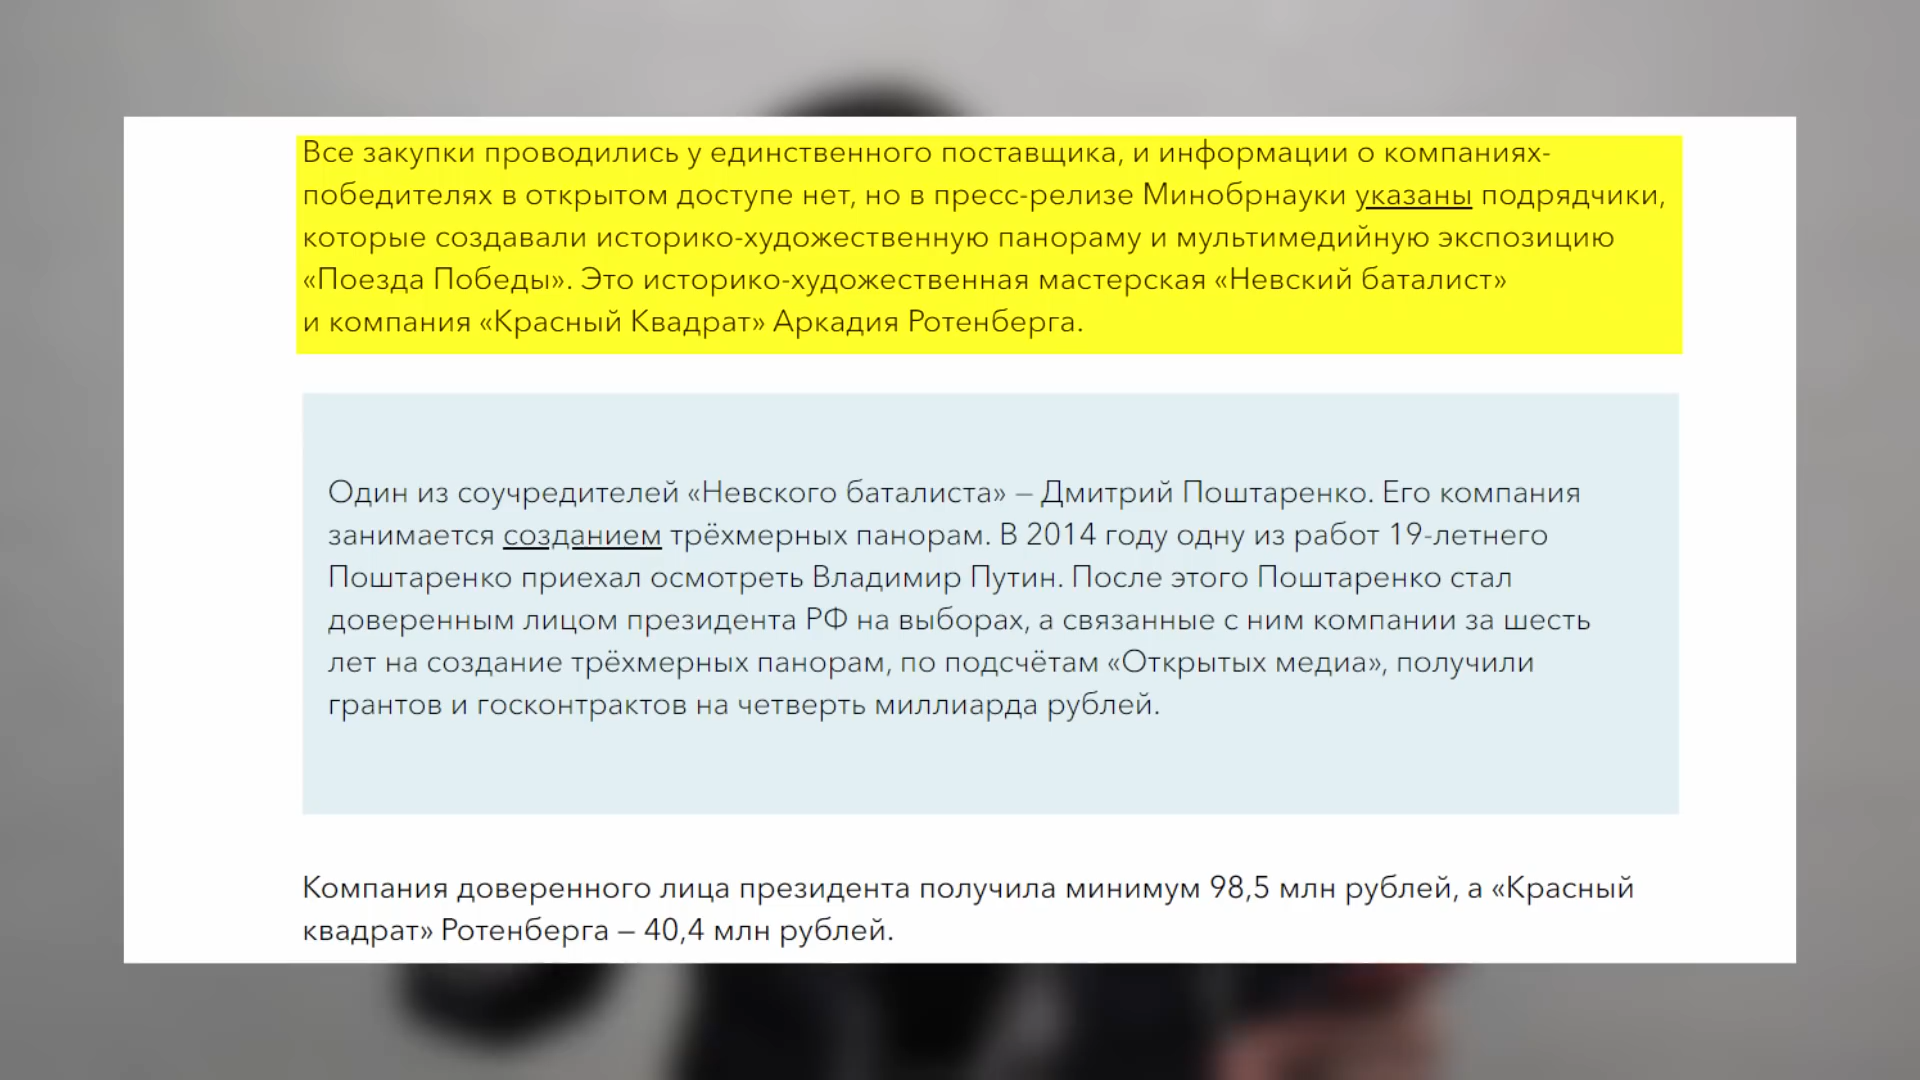 Все закупки проводились у единственного поставщика, и информации о компаниях-
победителях в открытом доступе нет, но в пресс-релизе Минобрнауки указаны подрядчики,
которые создавали историко-художественную панораму и мультимедийную экспозицию
«Поезда Победы». Это историко-художественная мастерская «Невский баталист»
и компания «Красный Квадрат» Аркадия Ротенберга.
Один из соучредителей «Невского баталиста» — Дмитрий Поштаренко. Его компания
занимается созданием трёхмерных панорам. В 2014 году одну из работ 19-летнего
Поштаренко приехал осмотреть Владимир Путин. После этого Поштаренко стал
доверенным лицом президента РФ на выборах, а связанные с ним компании за шесть
лет на создание трёхмерных панорам, по подсчётам «Открытых медиа», получили
грантов и госконтрактов на четверть миллиарда рублей.
Компания доверенного лица президента получила минимум 98,5 млн рублей, а «Красный
квадрат» Ротенберга — 40,4 млн рублей.